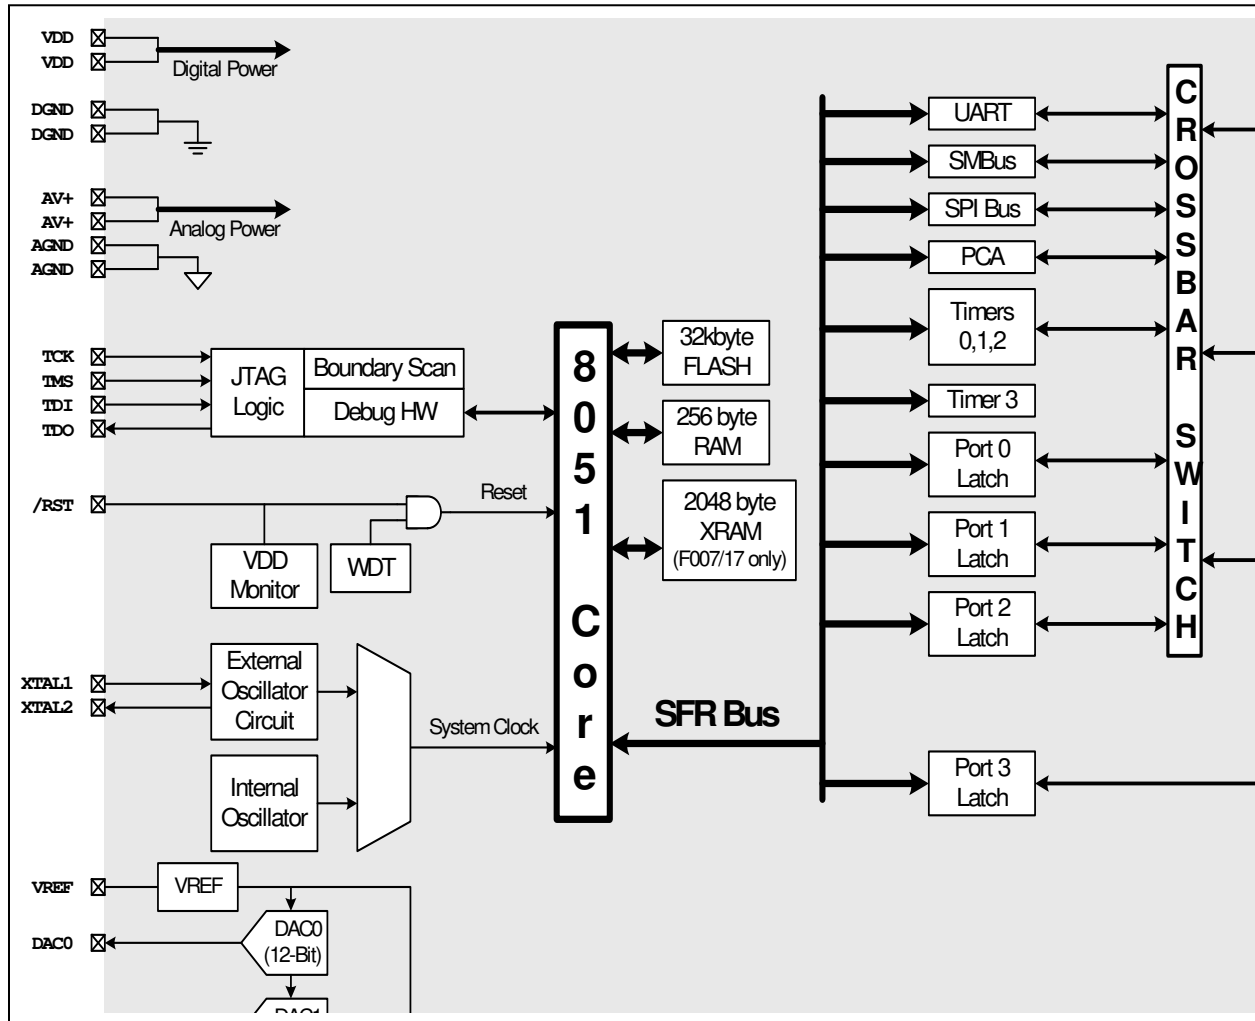 VDD
VDD
Digital Power
DGND
DGND
AV+
AV+
Analog Power
AGND
AGND
TCK
TMS
TDI
TDO
JTAG
Logic
Boundary Scan
Debug HW
/RST
Reset
VDD
Monitor
WDT
XTAL1
XTAL2
External
Oscillator
Circuit
Internal
Oscillator
System Clock
VREF
VREF
DAC0
DAC0
(12-Bit)
DAC1
8051 Core
32kbyte
FLASH
256 byte
RAM
2048 byte
XRAM
(F007/17 only)
SFR Bus
UART
SMBus
SPI Bus
PCA
Timers
0,1,2
Timer 3
Port 0
Latch
Port 1
Latch
Port 2
Latch
Port 3
Latch
CROSSBAR SWITCH